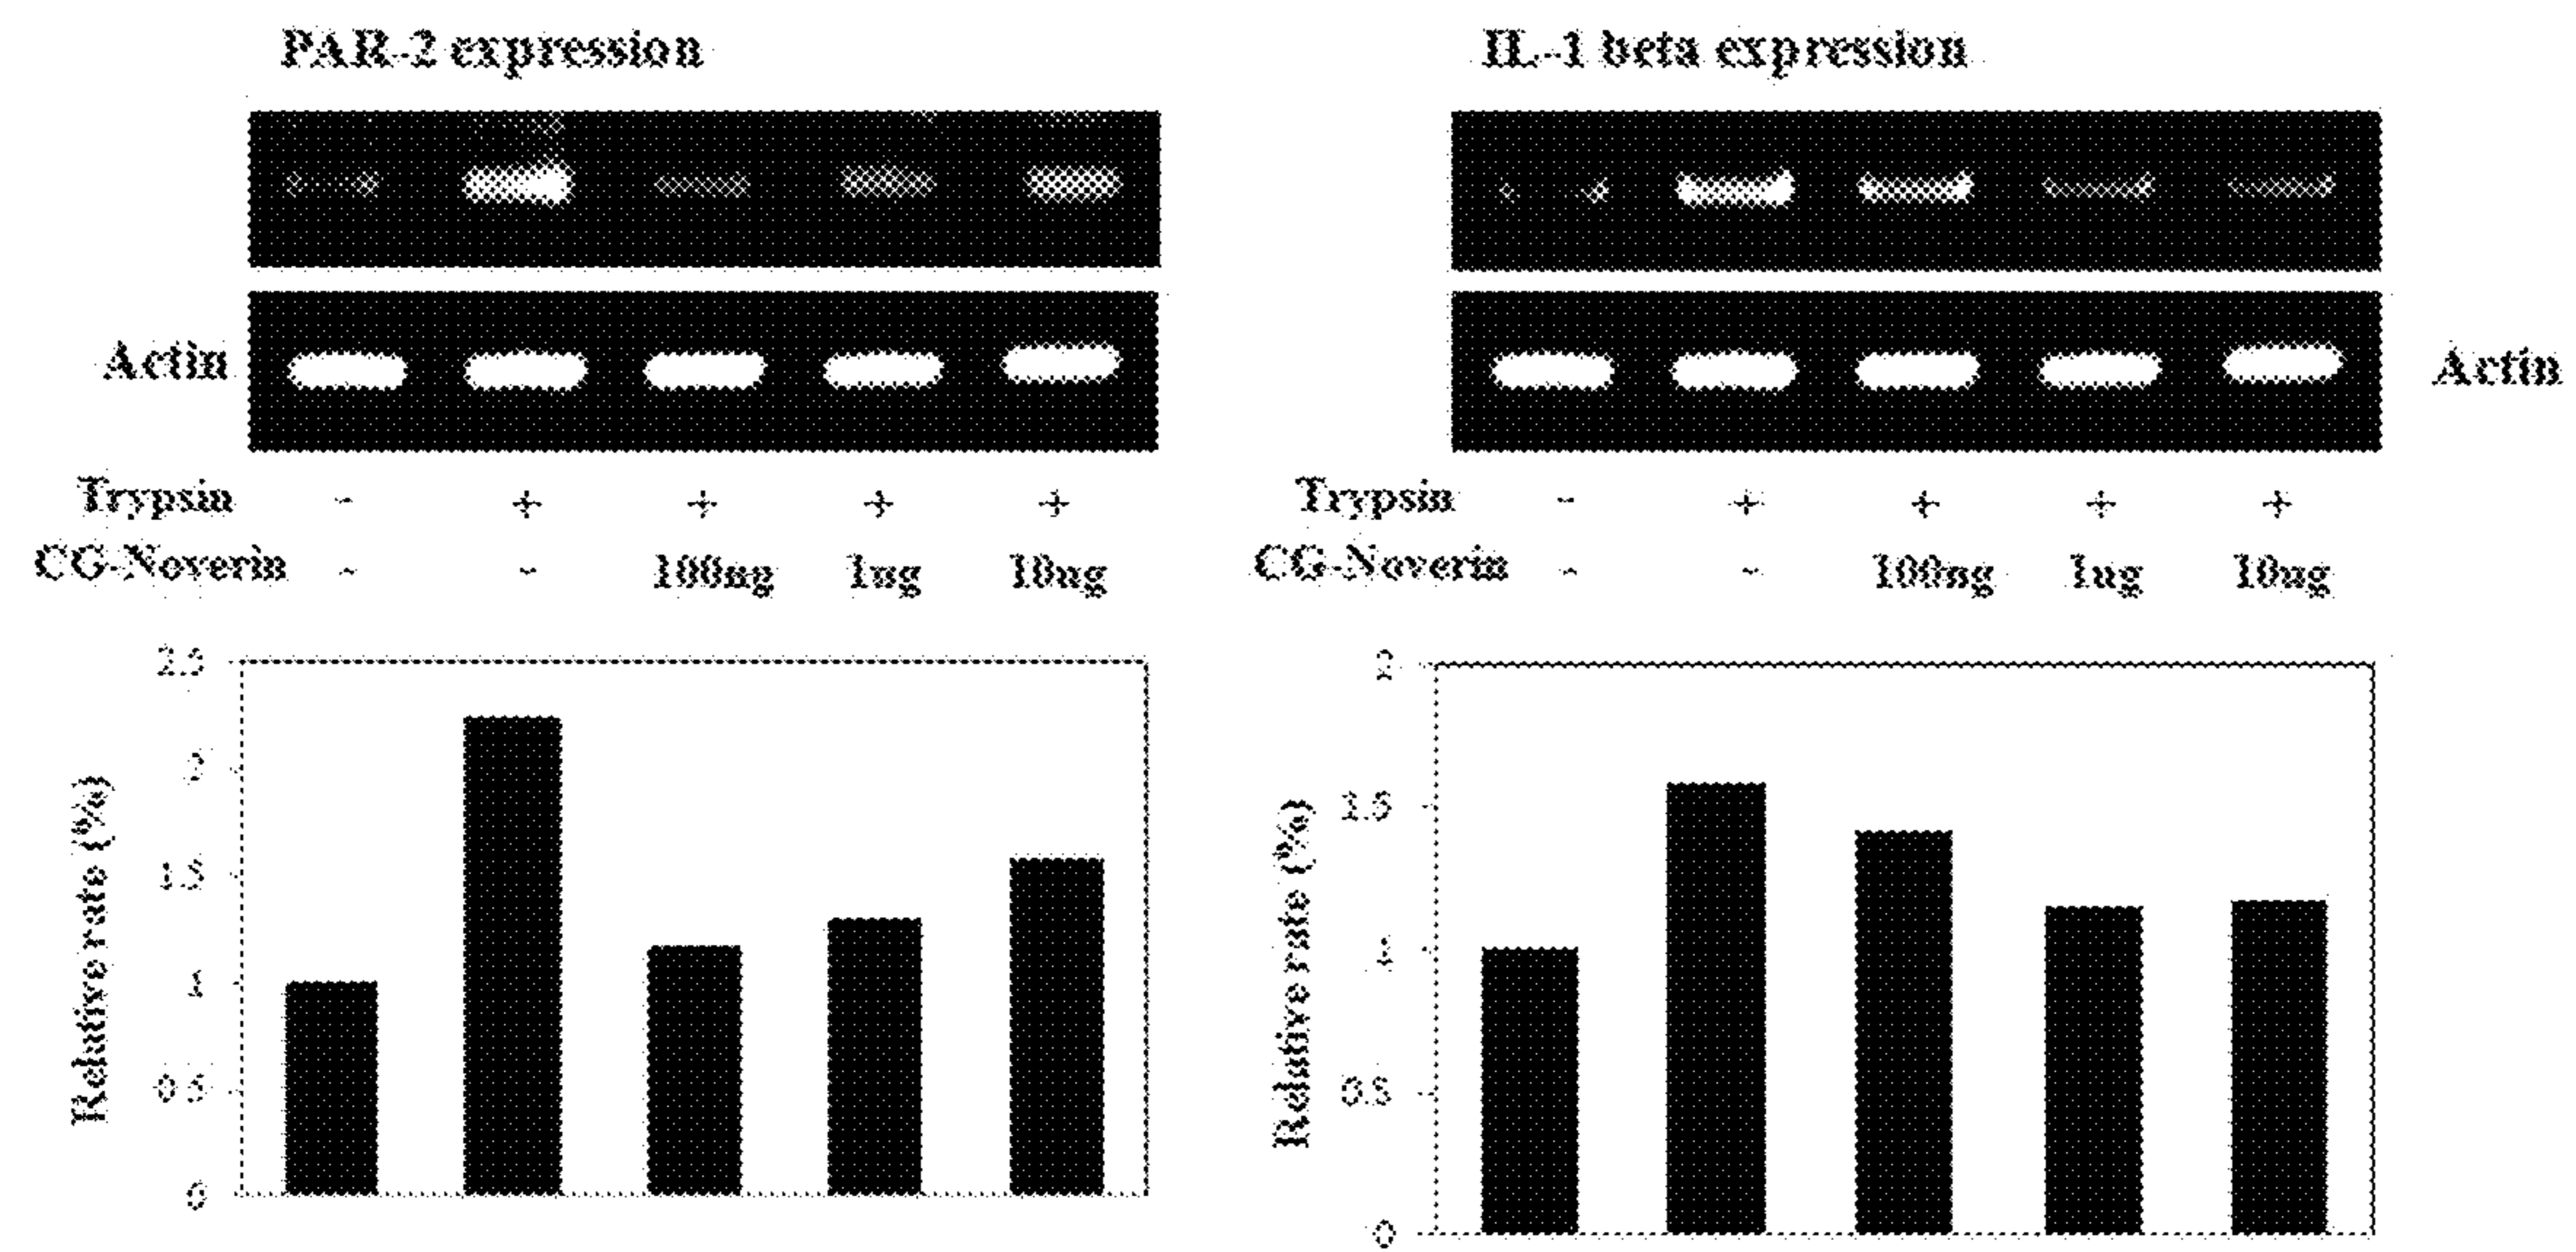 PAR-2 expression
IL-1 beta expression
Actin
Actin
Trypsin - + + + +
CG-Noverin - - 100ng 1ug 10ug
Trypsin - + + + +
CG-Noverin - - 100ng 1ug 10ug
Relative rate (%)
2.5
2
1.5
1
0.5
0
Relative rate (%)
2
1.5
1
0.5
0